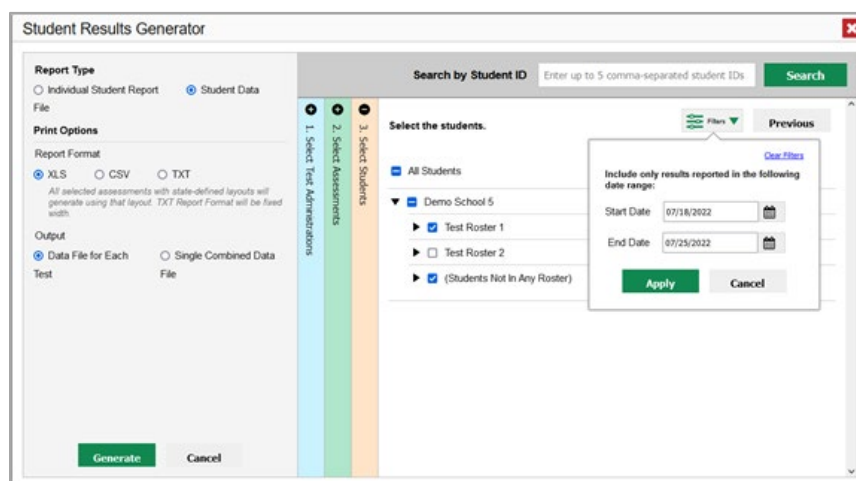 Student Results Generator
Report Type
Individual Student Report
Student Data
File
Print Options
Report Format
XLS
CSV
TXT
All selected assessments with state-defined layouts will
generate using that layout. TXT Report Format will be fixed
width.
Output
Data File for Each
Test
Single Combined Data
File
Generate
Cancel
1. Select Test Administrations
2. Select Assessments
3. Select Students
Search by Student ID
Enter up to 5 comma-separated student IDs
Search
Select the students.
Filters
Previous
All Students
Demo School 5
Test Roster 1
Test Roster 2
(Students Not In Any Roster)
Clear Filters
Include only results reported in the following
date range:
Start Date
07/18/2022
End Date
07/25/2022
Apply
Cancel